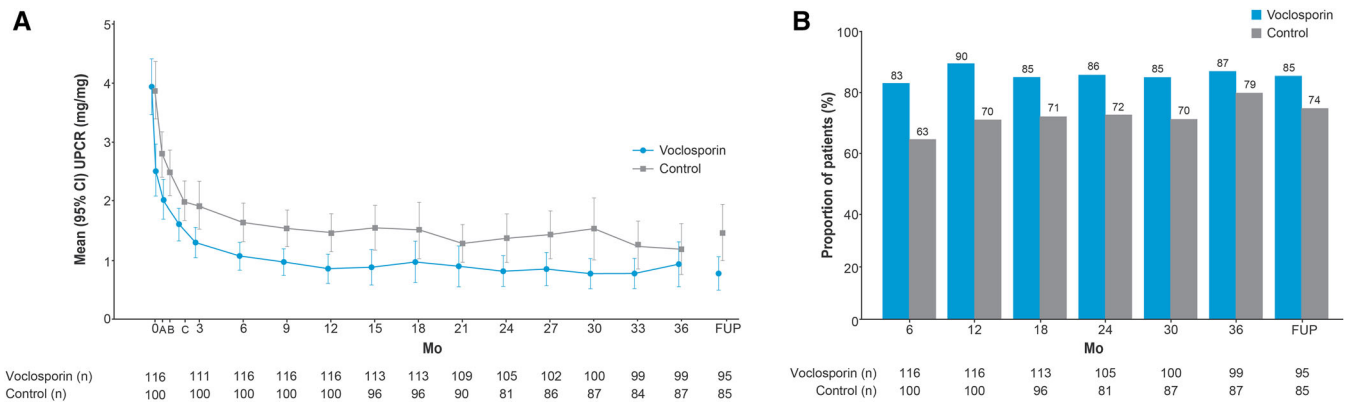 A
5
4
3
2
1
0
Mean (95% CI) UPCR (mg/mg)
Voclosporin
Control
0 A B C 3 6 9 12 15 18 21 24 27 30 33 36 FUP
Mo
Voclosporin (n) 116 111 116 116 116 113 113 109 105 102 100 99 99 95
Control (n) 100 100 100 100 100 96 96 90 81 86 87 84 87 85
B
Voclosporin
Control
100
80
60
40
20
0
Proportion of patients (%)
83 63 90 70 85 71 86 72 85 70 87 79 85 74
6 12 18 24 30 36 FUP
Mo
Voclosporin (n) 116 116 113 105 100 99 95
Control (n) 100 100 96 81 87 87 85